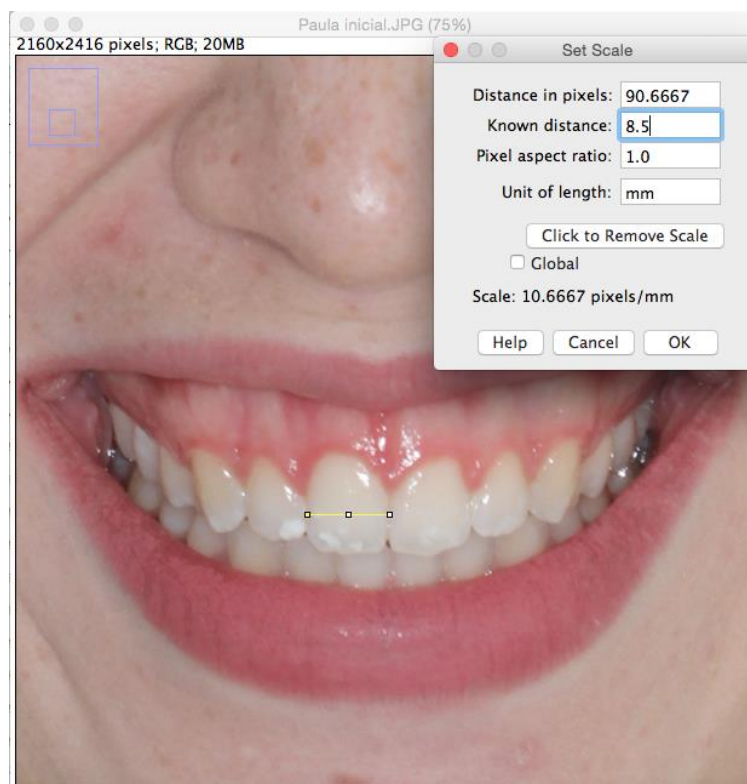 Paula inicial.JPG (75%)
2160x2416 pixels; RGB; 20MB
Set Scale
Distance in pixels: 90.6667
Known distance: 8.5
Pixel aspect ratio: 1.0
Unit of length: mm
Click to Remove Scale
Global
Scale: 10.6667 pixels/mm
Help Cancel OK